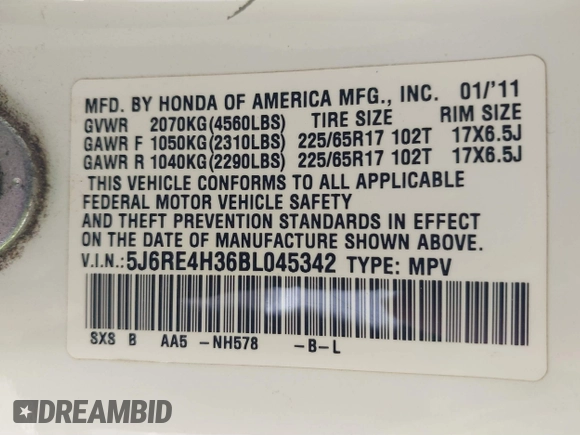 MFD. BY HONDA OF AMERICA MFG., INC. 01/'11
GVWR 2070KG(4560LBS) TIRE SIZE RIM SIZE
GAWR F 1050KG(2310LBS) 225/65R17 102T 17X6.5J
GAWR R 1040KG(2290LBS) 225/65R17 102T 17X6.5J
THIS VEHICLE CONFORMS TO ALL APPLICABLE
FEDERAL MOTOR VEHICLE SAFETY
AND THEFT PREVENTION STANDARDS IN EFFECT
ON THE DATE OF MANUFACTURE SHOWN ABOVE.
V.I.N.: 5J6RE4H36BL045342 TYPE: MPV
SXS B AA5 -NH578 -B-L
DREAMBID